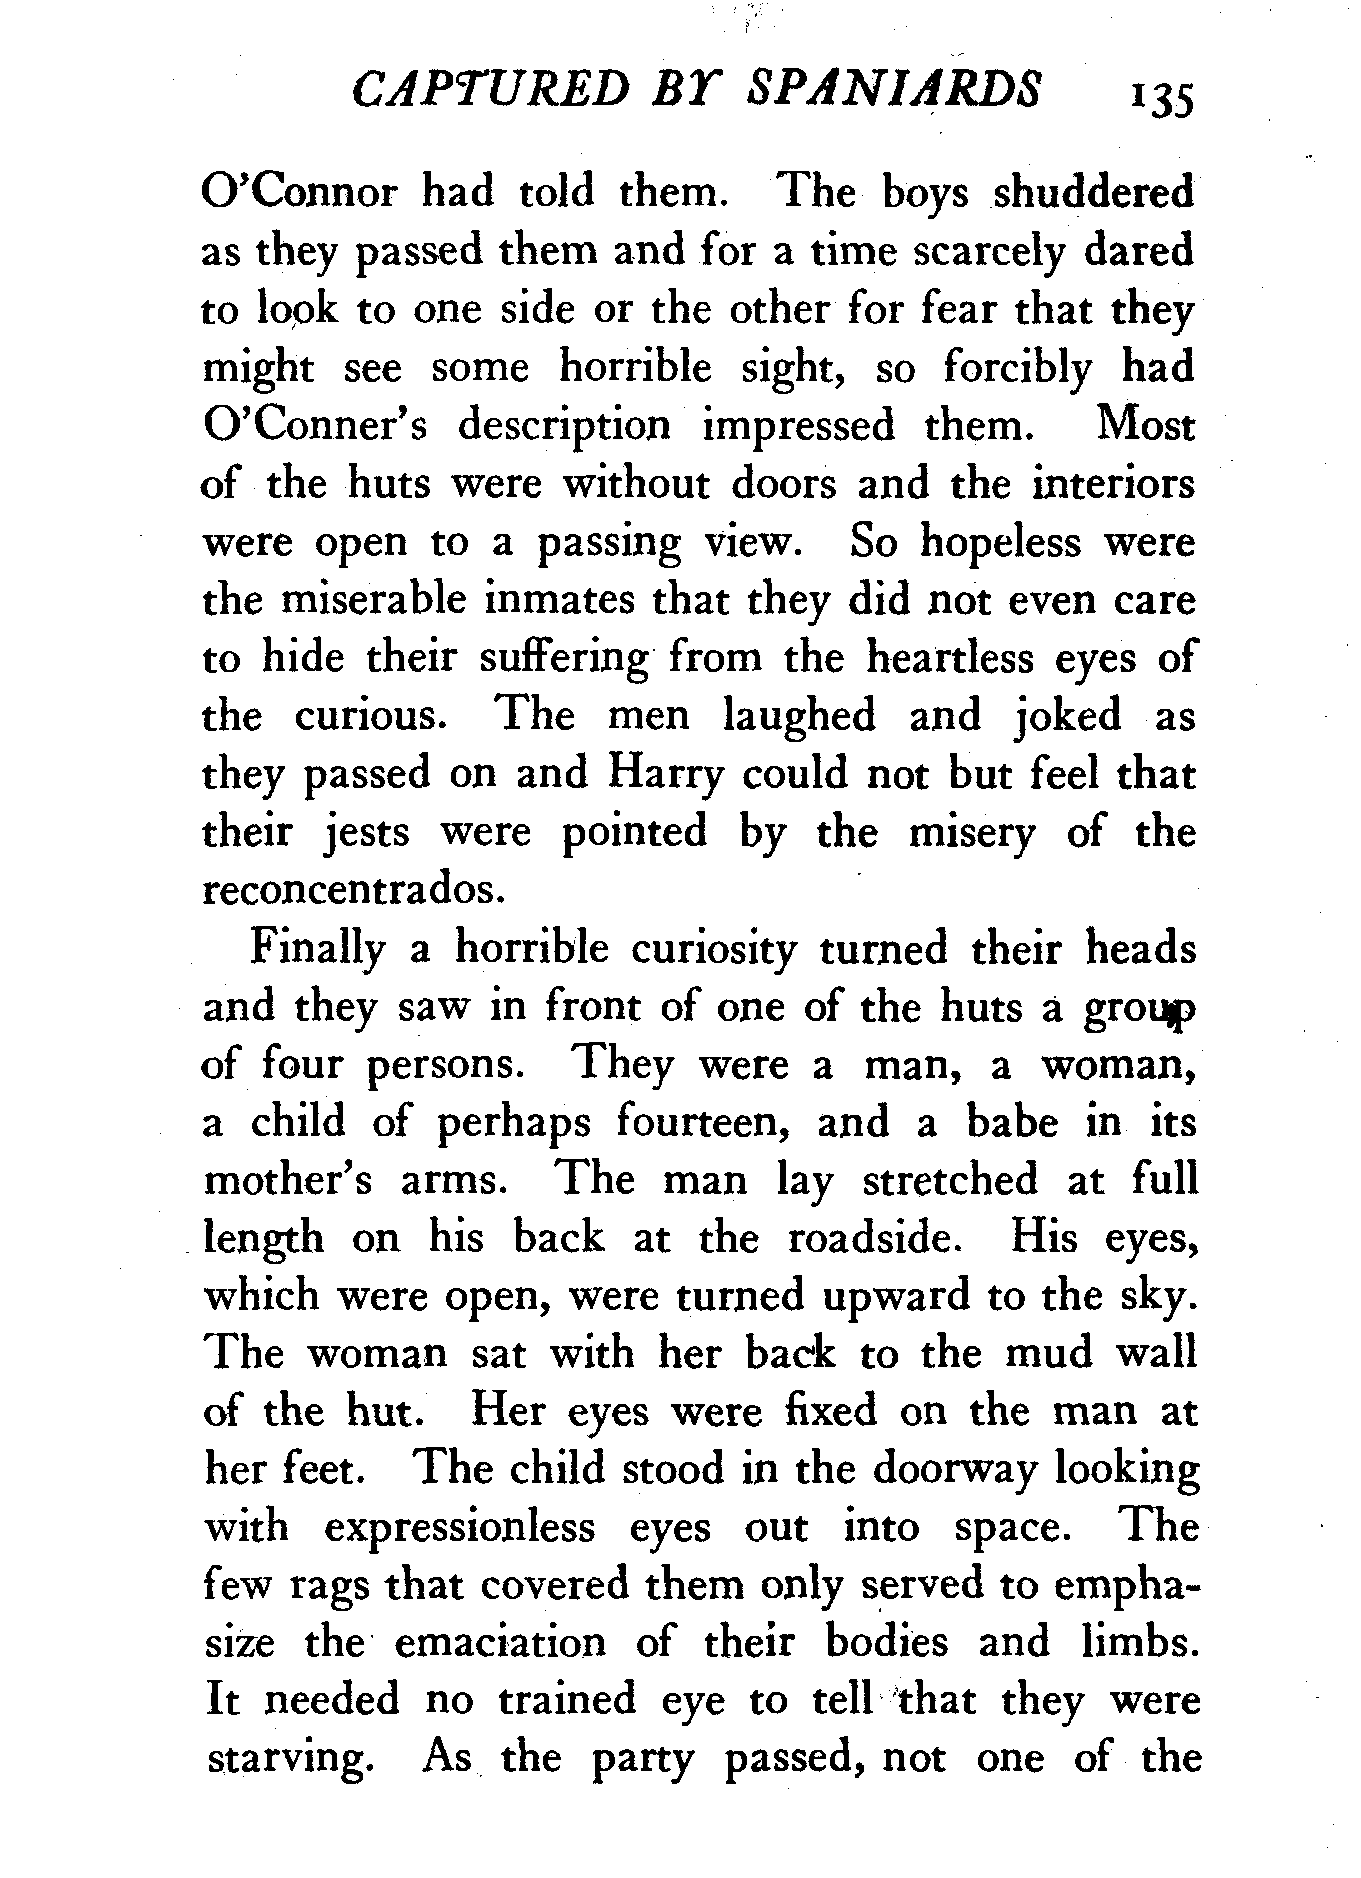 CAPTURED BY SPANIARDS 135
O'Connor had told them. The boys shuddered
as they passed them and for a time scarcely dared
to look to one side or the other for fear that they
might see some horrible sight, so forcibly had
O'Conner's description impressed them. Most
of the huts were without doors and the interiors
were open to a passing view. So hopeless were
the miserable inmates that they did not even care
to hide their suffering from the heartless eyes of
the curious. The men laughed and joked as
they passed on and Harry could not but feel that
their jests were pointed by the misery of the
reconcentrados.
Finally a horrible curiosity turned their heads
and they saw in front of one of the huts a group
of four persons. They were a man, a woman,
a child of perhaps fourteen, and a babe in its
mother's arms. The man lay stretched at full
length on his back at the roadside. His eyes,
which were open, were turned upward to the sky.
The woman sat with her back to the mud wall
of the hut. Her eyes were fixed on the man at
her feet. The child stood in the doorway looking
with expressionless eyes out into space. The
few rags that covered them only served to empha-
size the emaciation of their bodies and limbs.
It needed no trained eye to tell that they were
starving. As the party passed, not one of the